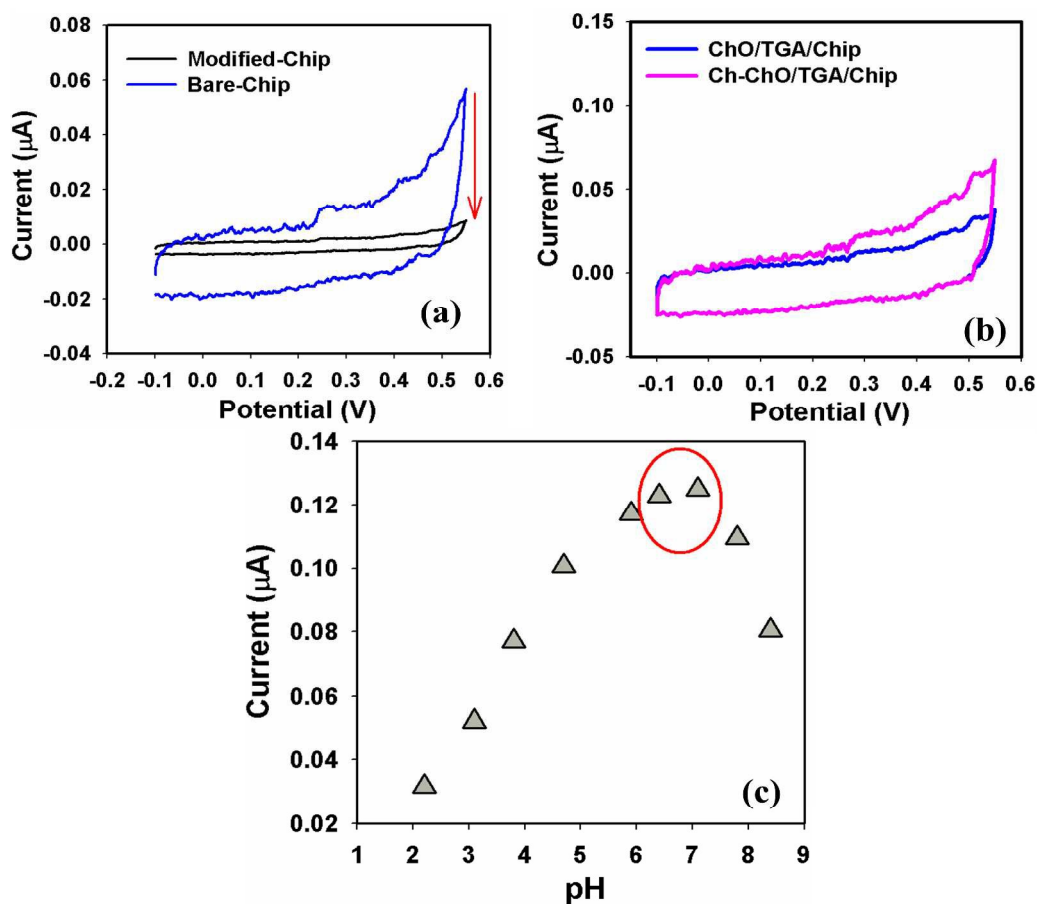 0.08
0.06
0.04
0.02
0.00
-0.02
-0.04
Current (μA)
Modified-Chip
Bare-Chip
(a)
-0.2 -0.1 0.0 0.1 0.2 0.3 0.4 0.5 0.6
Potential (V)
0.15
0.10
0.05
0.00
-0.05
Current (μA)
ChO/TGA/Chip
Ch-ChO/TGA/Chip
(b)
-0.1 0.0 0.1 0.2 0.3 0.4 0.5 0.6
Potential (V)
0.14
0.12
0.10
0.08
0.06
0.04
0.02
Current (μA)
(c)
1 2 3 4 5 6 7 8 9
pH